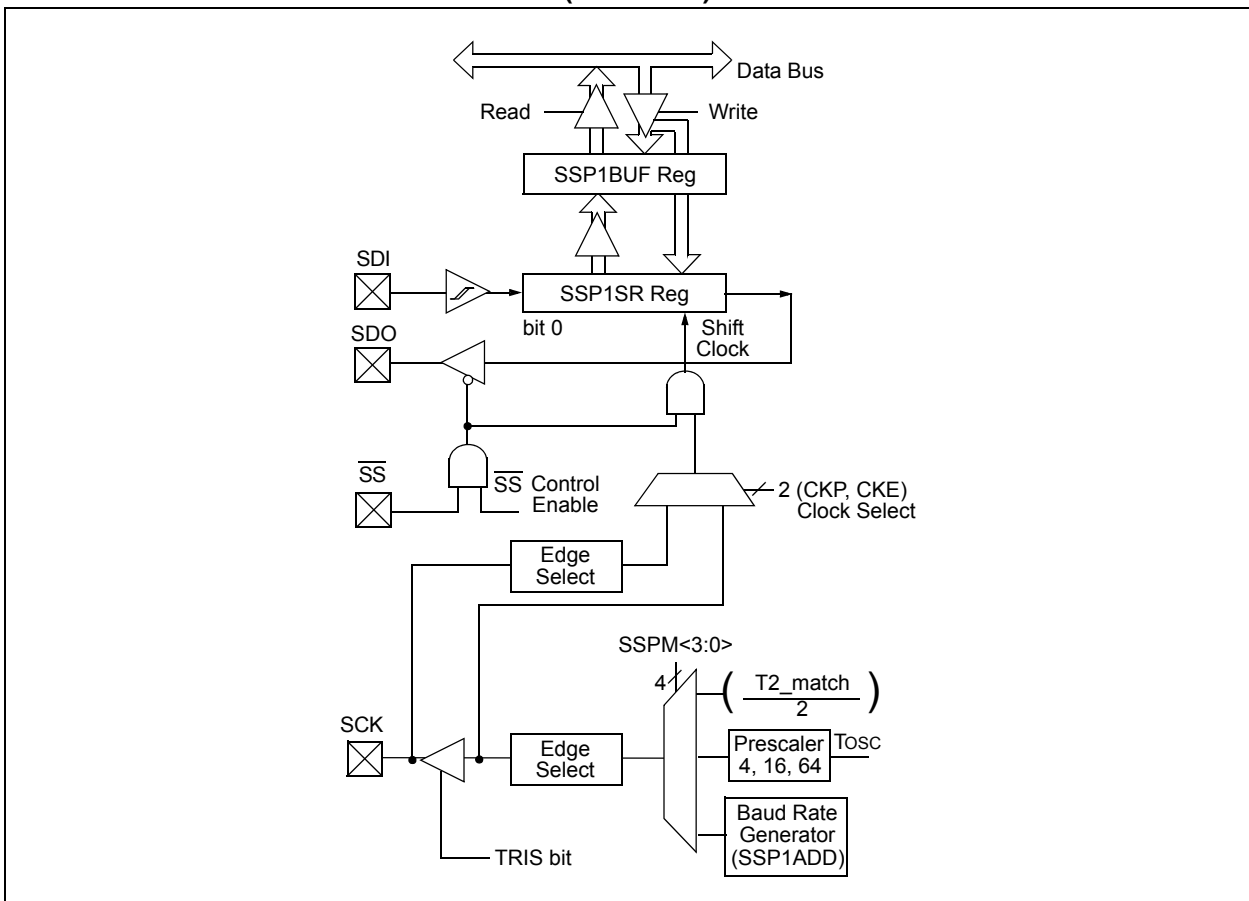 Data Bus
Read
Write
SSP1BUF Reg
SDI
SSP1SR Reg
bit 0
Shift
Clock
SDO
SS
SS Control
Enable
2 (CKP, CKE)
Clock Select
Edge
Select
SSPM<3:0>
4
( T2_match )
2
SCK
Edge
Select
Prescaler
4, 16, 64
TOSC
Baud Rate
Generator
(SSP1ADD)
TRIS bit